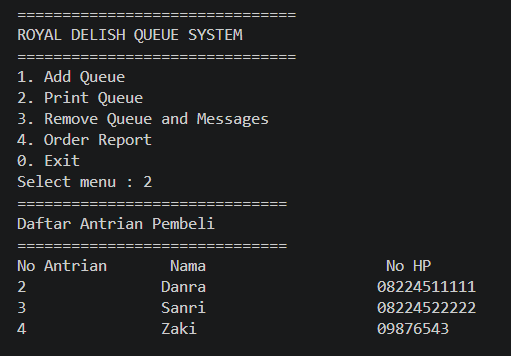 ===============================
ROYAL DELISH QUEUE SYSTEM
===============================
1. Add Queue
2. Print Queue
3. Remove Queue and Messages
4. Order Report
0. Exit
Select menu : 2
==============================
Daftar Antrian Pembeli
==============================
No Antrian Nama No HP
2 Danra 08224511111
3 Sanri 08224522222
4 Zaki 09876543